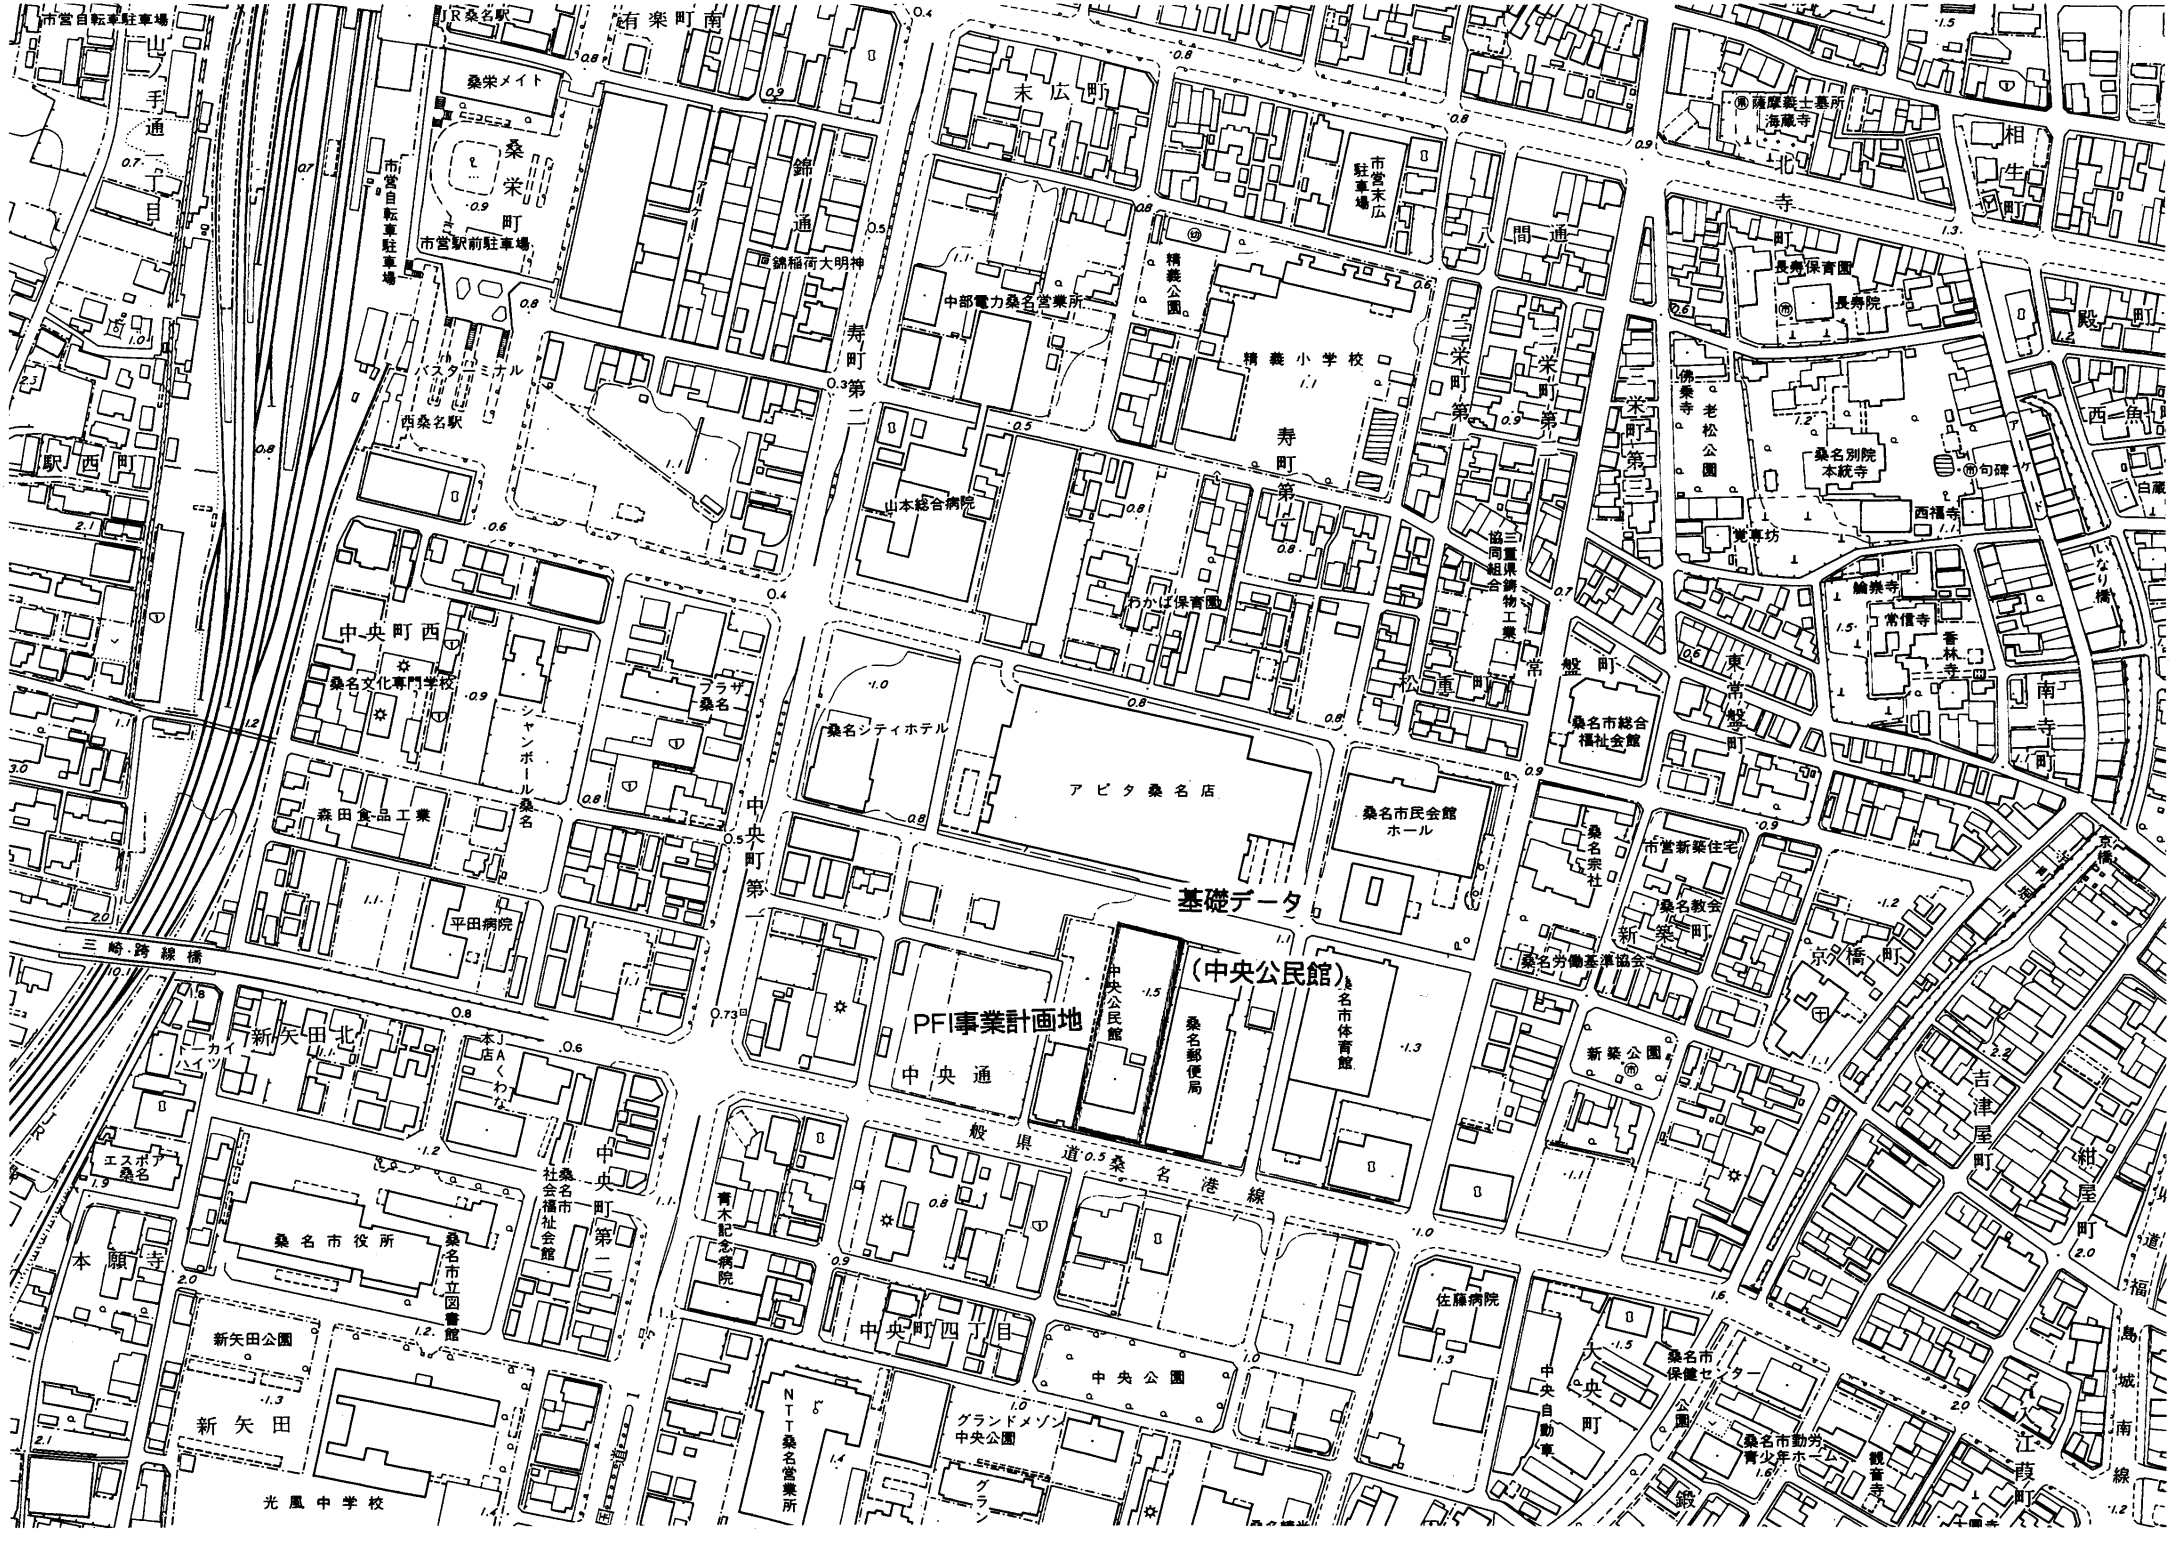 市営自転車駐車場
JR桑名駅
有楽町南
山ノ手通二丁目
桑栄メイト
末広町
薩摩義士墓所
海蔵寺
相生町
桑栄町
市営自転車駐車場
市営駅前駐車場
アーケード
錦通
錦稲荷大明神
市営末広
駐車場
八間通
北寺町
精義公園
中部電力桑名営業所
長寿保育園
長寿院
殿町
寿町第一
精義小学校
三栄町第一
三栄町第二
三栄町第三
佛乗寺
老松公園
バスターミナル
西桑名駅
駅西町
寿町第二
桑名別院
本統寺
句碑
アーケード
西魚
山本総合病院
西福寺
覚専坊
三重県鋳物工業
協同組合
いなり橋
わかば保育園
輪崇寺
常信寺
香林寺
中央町西
桑名文化専門学校
シャンボール桑名
プラザ
桑名
桑名シティホテル
松重町
常盤町
東常盤町
南寺町
桑名市総合
福祉会館
アピタ桑名店
桑名市民会館
ホール
森田食品工業
中央町第一
桑名宗社
市営新築住宅
京橋
基礎データ
桑名教会
新築町
平田病院
三崎跨線橋
桑名労働基準協会
京橋町
(中央公民館)
中央公民館
PFI事業計画地
桑名郵便局
桑名市体育館
新矢田北
トーカイ
ハイツ
JAくわな
本店
中央通
新築公園
吉津屋町
紺屋町
一般県道桑名港線
エスポア
桑名
桑名市
社会福祉会館
中央町第二
青木記念病院
本願寺
桑名市役所
桑名市立図書館
佐藤病院
新矢田公園
中央町四丁目
中央公園
中央自動車
大央町
桑名市
保健センター
公園
福島城南線
新矢田
NTT桑名営業所
グランドメゾン
中央公園
桑名市勤労
青少年ホーム
観音寺
江葭町
光風中学校
グラン
鍛